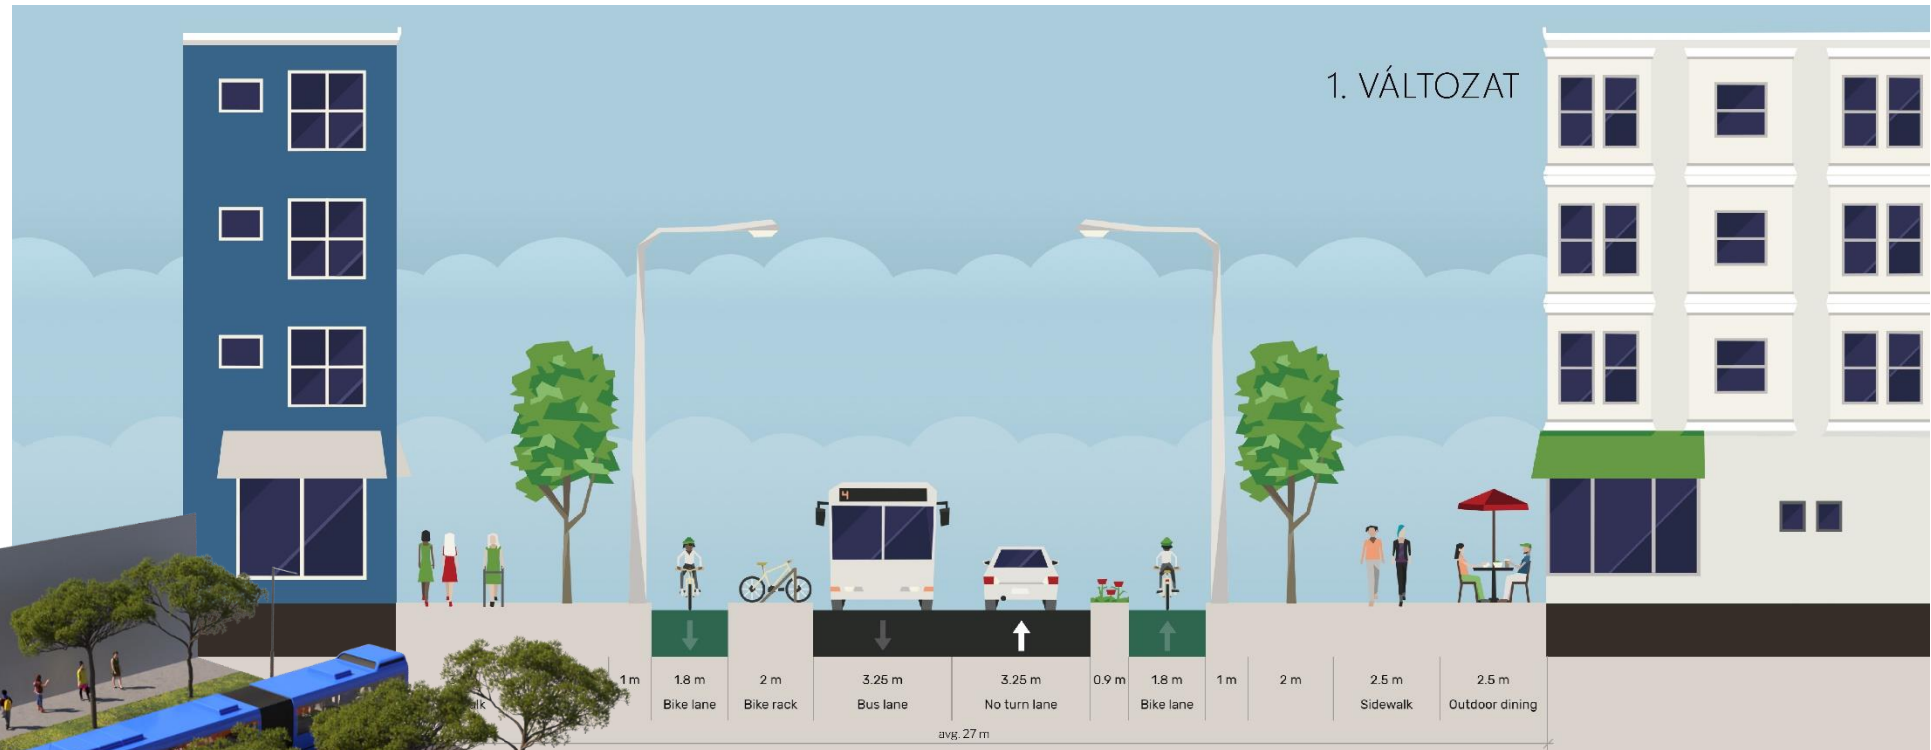 1. VÁLTOZAT
4
1 m 1.8 m 2 m 3.25 m 3.25 m 0.9 m 1.8 m 1 m 2 m 2.5 m 2.5 m
Bike lane Bike rack Bus lane No turn lane Bike lane Sidewalk Outdoor dining
avg. 27 m